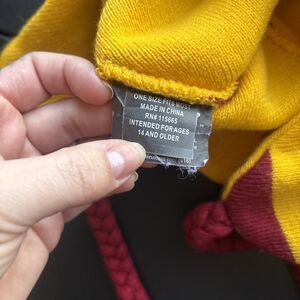 ONE SIZE FITS MOST
MADE IN CHINA
RN# 115665
INTENDED FOR AGES
14 AND OLDER